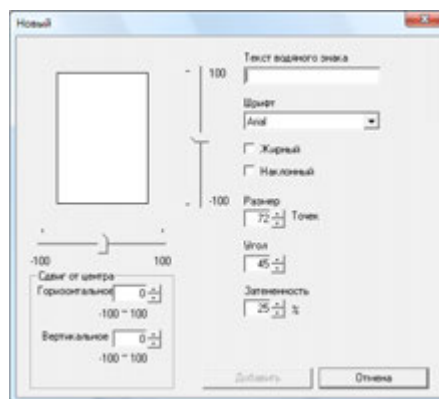 Новый
Текст водяного знака
100
Шрифт
Arial
Жирный
Наклонный
-100
Размер
72 Точек
-100 100
Угол
45
Сдвиг от центра
Горизонтальное 0
-100 ~ 100
Затененность
25 %
Вертикальное 0
-100 ~ 100
Добавить Отмена